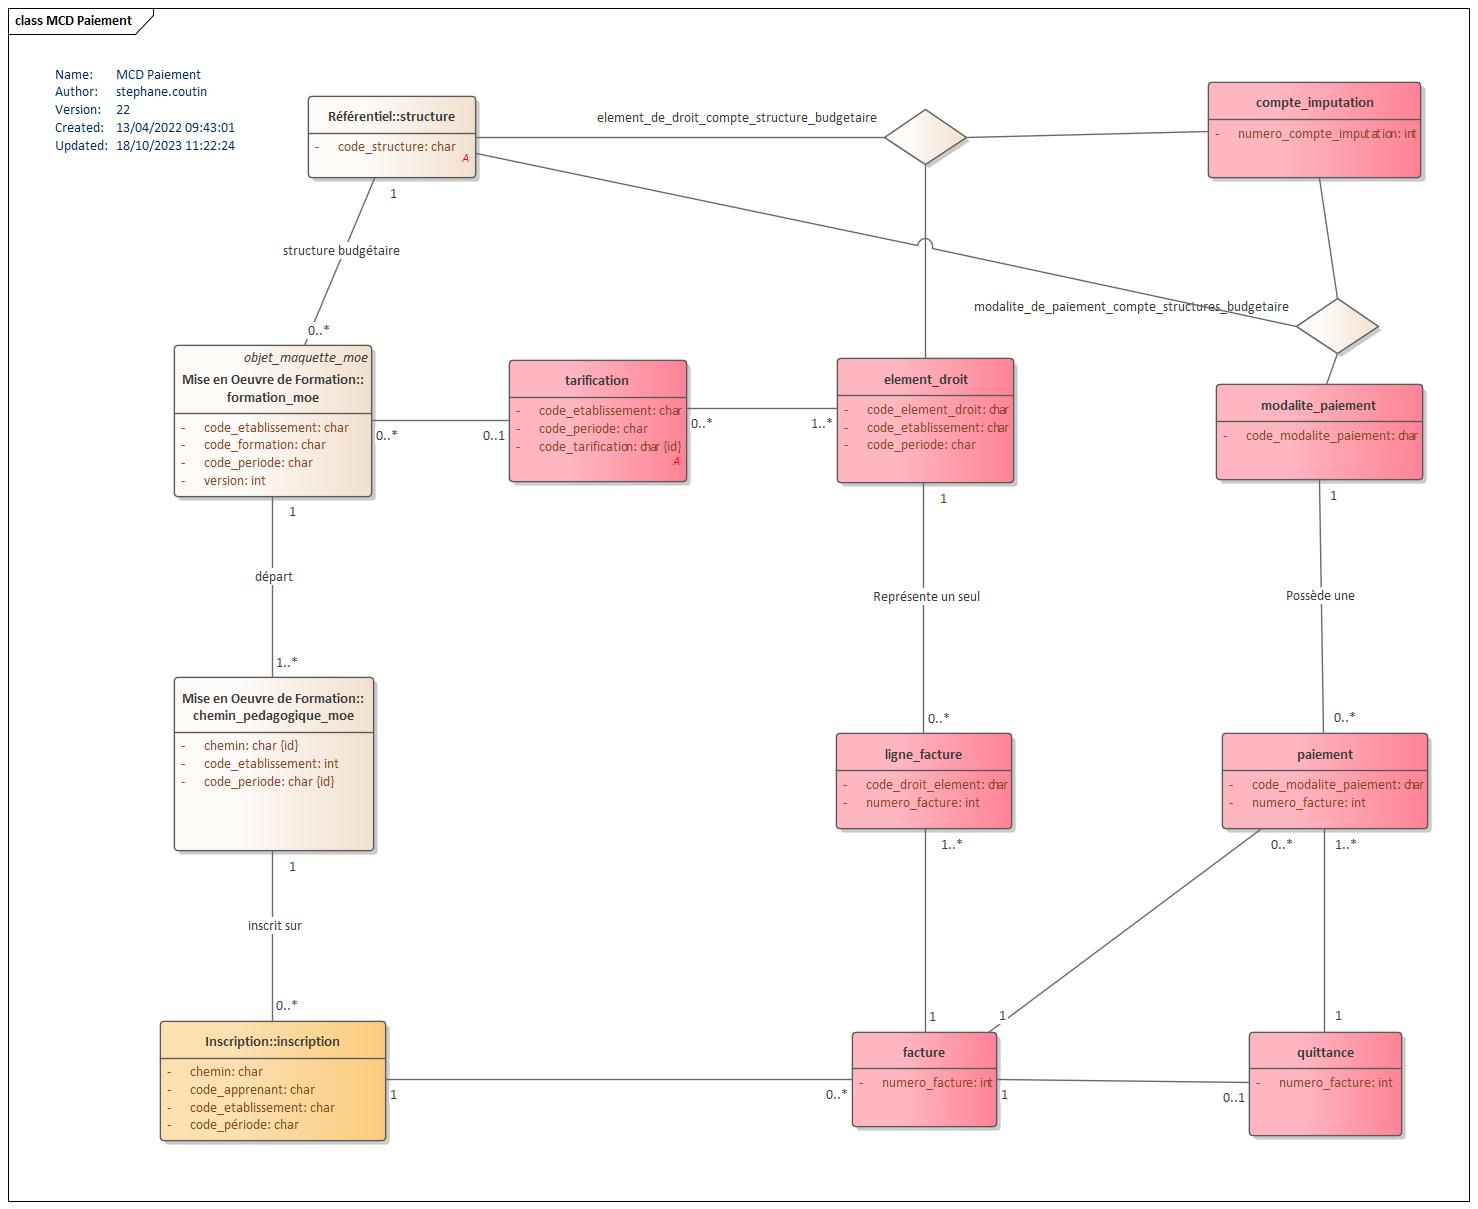 class MCD Paiement
Name: MCD Paiement
Author: stephane.coutin
Version: 22
Created: 13/04/2022 09:43:01
Updated: 18/10/2023 11:22:24
Référentiel::structure
- code_structure: char
A
element_de_droit_compte_structure_budgetaire
compte_imputation
- numero_compte_imputation: int
1
structure budgétaire
0..*
modalite_de_paiement_compte_structures_budgetaire
objet_maquette_moe
Mise en Oeuvre de Formation::
formation_moe
- code_etablissement: char
- code_formation: char
- code_periode: char
- version: int
0..*
0..1
tarification
- code_etablissement: char
- code_periode: char
- code_tarification: char {id}
A
0..*
1..*
element_droit
- code_element_droit: char
- code_etablissement: char
- code_periode: char
modalite_paiement
- code_modalite_paiement: char
1
départ
1..*
1
Représente un seul
0..*
1
Possède une
0..*
Mise en Oeuvre de Formation::
chemin_pedagogique_moe
- chemin: char {id}
- code_etablissement: int
- code_periode: char {id}
ligne_facture
- code_droit_element: char
- numero_facture: int
paiement
- code_modalite_paiement: char
- numero_facture: int
1
inscrit sur
0..*
1..*
1
0..*
1
1..*
1
Inscription::inscription
- chemin: char
- code_apprenant: char
- code_etablissement: char
- code_période: char
1
0..*
facture
- numero_facture: int
1
0..1
quittance
- numero_facture: int